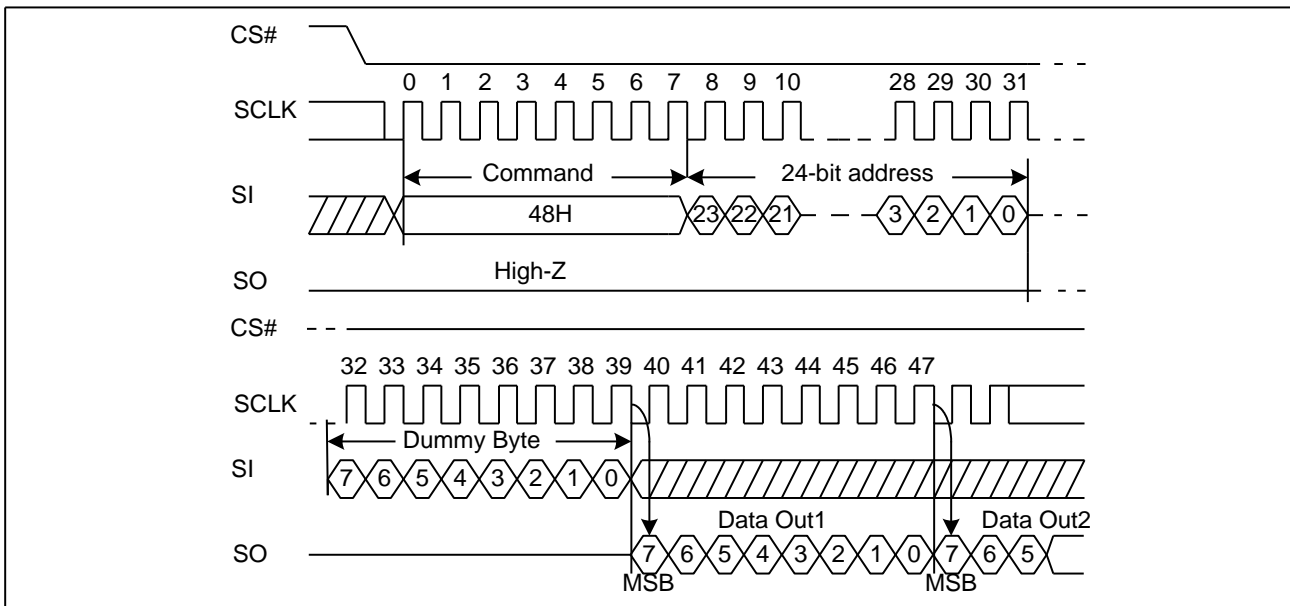 CS#
0 1 2 3 4 5 6 7 8 9 10 28 29 30 31
SCLK
Command 24-bit address
SI
48H 23 22 21 3 2 1 0
High-Z
SO
CS#
32 33 34 35 36 37 38 39 40 41 42 43 44 45 46 47
SCLK
Dummy Byte
SI
7 6 5 4 3 2 1 0
Data Out1 Data Out2
SO
7 6 5 4 3 2 1 0 7 6 5
MSB MSB